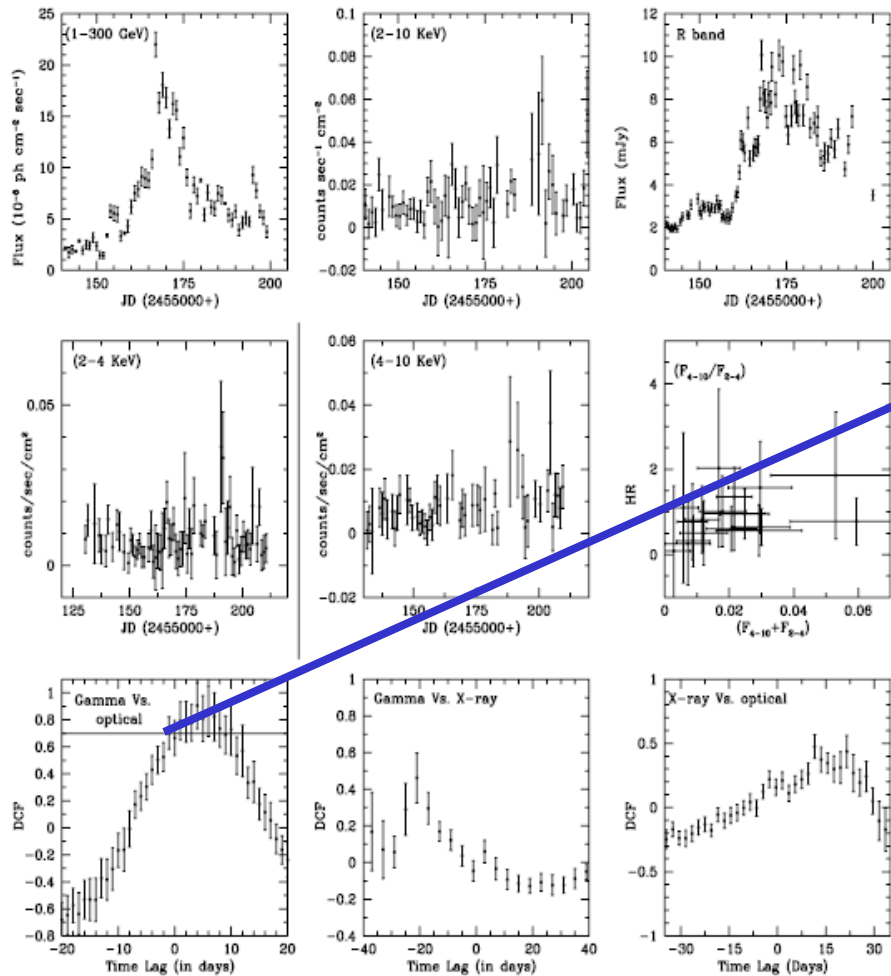 (1-300 GeV)
25
20
15
10
5
0
Flux (10⁻⁶ ph cm⁻² sec⁻¹)
150 175 200
JD (2455000+)
(2-10 KeV)
0.1
0.08
0.06
0.04
0.02
0
-0.02
counts sec⁻¹ cm⁻²
150 175 200
JD (2455000+)
R band
12
10
8
6
4
2
0
Flux (mJy)
150 175 200
JD (2455000+)
(2-4 KeV)
0.05
0
counts/sec/cm²
125 150 175 200
JD (2455000+)
(4-10 KeV)
0.06
0.04
0.02
0
-0.02
counts/sec/cm²
150 175 200
JD (2455000+)
(F₄₋₁₀/F₂₋₄)
4
2
0
HR
0 0.02 0.04 0.06
(F₄₋₁₀+F₂₋₄)
Gamma Vs.
optical
1
0.8
0.6
0.4
0.2
0
-0.2
-0.4
-0.6
-0.8
DCF
-20 -10 0 10 20
Time Lag (in days)
Gamma Vs. X-ray
1
0.8
0.6
0.4
0.2
0
-0.2
-0.4
DCF
-40 -20 0 20 40
Time Lag (in days)
X-ray Vs. optical
1
0.5
0
-0.5
-1
DCF
-30 -15 0 15 30
Time Lag (Days)